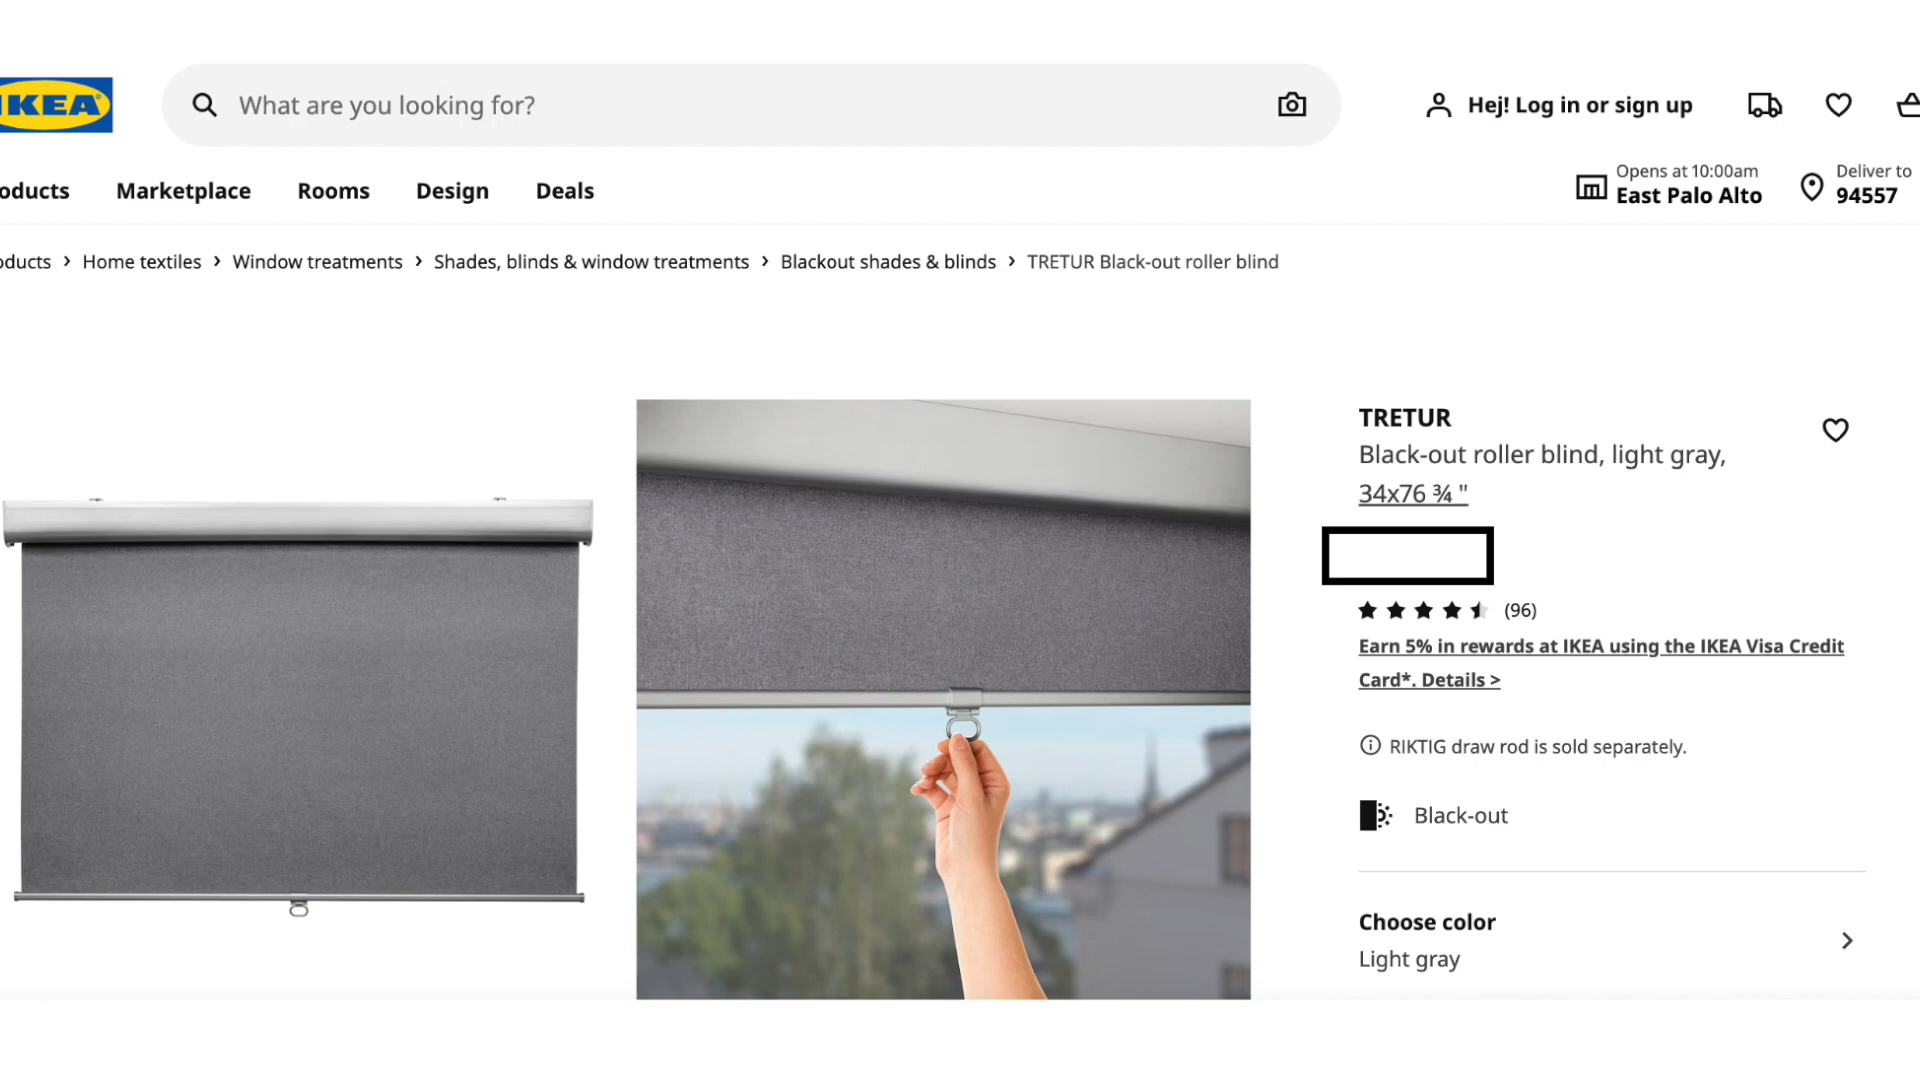 IKEA
What are you looking for?
Hej! Log in or sign up
oducts Marketplace Rooms Design Deals
Opens at 10:00am
East Palo Alto
Deliver to
94557
oducts › Home textiles › Window treatments › Shades, blinds & window treatments › Blackout shades & blinds › TRETUR Black-out roller blind
TRETUR
Black-out roller blind, light gray,
34x76 ¾ "
(96)
Earn 5% in rewards at IKEA using the IKEA Visa Credit
Card*. Details >
RIKTIG draw rod is sold separately.
Black-out
Choose color
Light gray